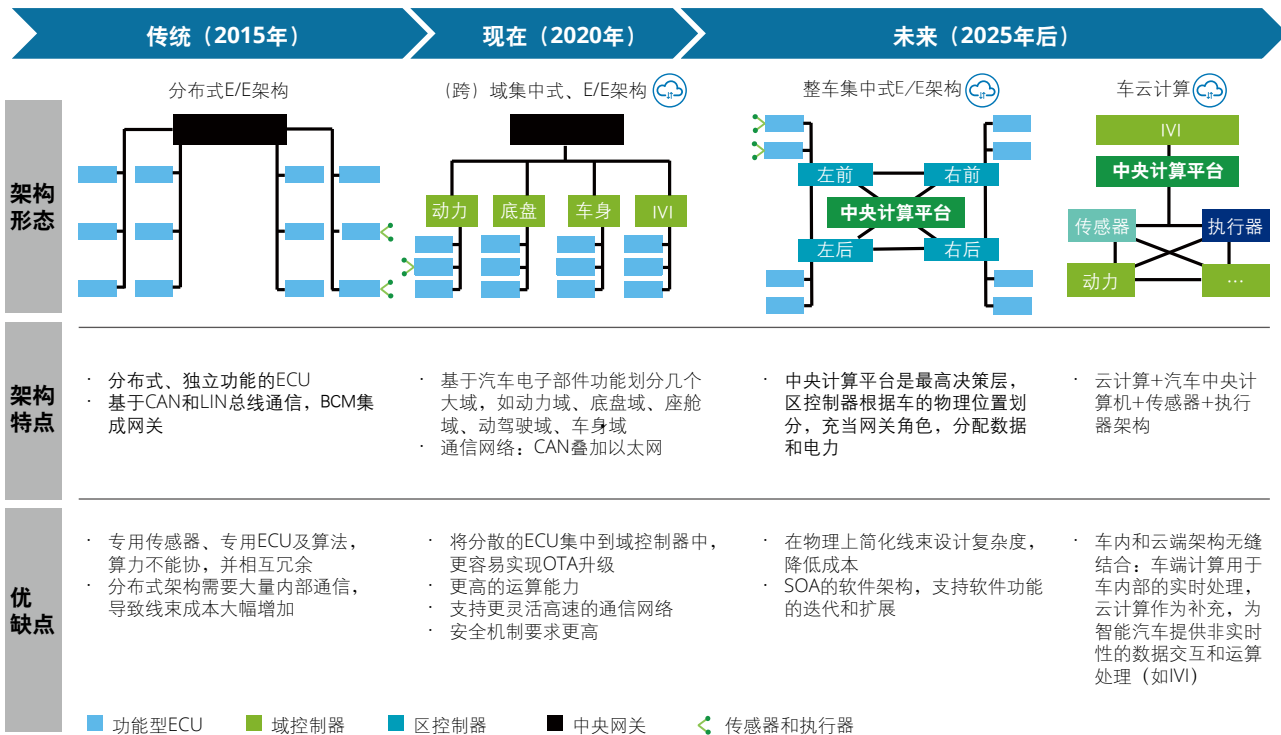 传统（2015年）
现在（2020年）
未来（2025年后）
分布式E/E架构
（跨）域集中式、E/E架构
整车集中式E/E架构
车云计算
架构
形态
动力
底盘
车身
IVI
左前
右前
中央计算平台
左后
右后
IVI
中央计算平台
传感器
执行器
动力
...
架构
特点
· 分布式、独立功能的ECU
· 基于CAN和LIN总线通信，BCM集
成网关
· 基于汽车电子部件功能划分几个
大域，如动力域、底盘域、座舱
域、动驾驶域、车身域
· 通信网络：CAN叠加以太网
· 中央计算平台是最高决策层，
区控制器根据车的物理位置划
分，充当网关角色，分配数据
和电力
· 云计算+汽车中央计
算机+传感器+执行
器架构
优
缺点
· 专用传感器、专用ECU及算法，
算力不能协，并相互冗余
· 分布式架构需要大量内部通信，
导致线束成本大幅增加
· 将分散的ECU集中到域控制器中，
更容易实现OTA升级
· 更高的运算能力
· 支持更灵活高速的通信网络
· 安全机制要求更高
· 在物理上简化线束设计复杂度，
降低成本
· SOA的软件架构，支持软件功能
的迭代和扩展
· 车内和云端架构无缝
结合：车端计算用于
车内部的实时处理，
云计算作为补充，为
智能汽车提供非实时
性的数据交互和运算
处理（如IVI）
功能型ECU
域控制器
区控制器
中央网关
传感器和执行器